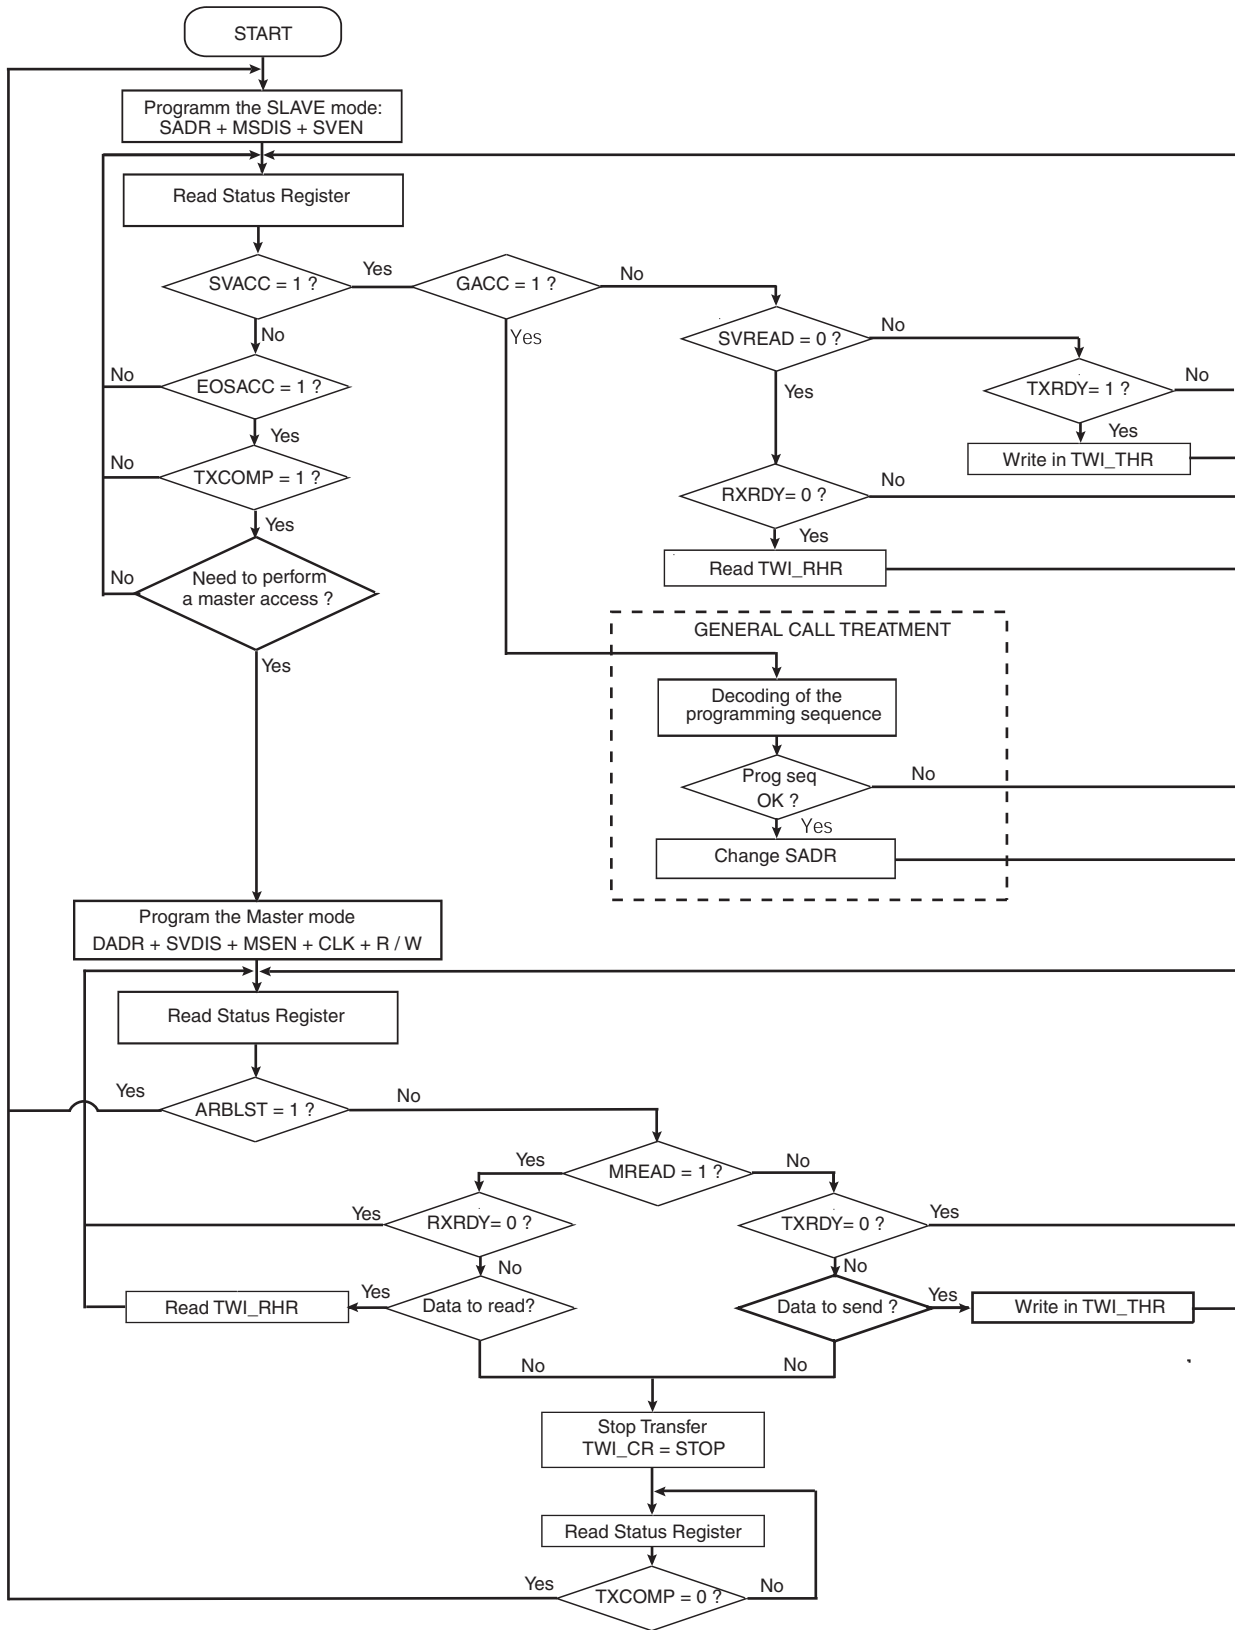 START
Programm the SLAVE mode:
SADR + MSDIS + SVEN
Read Status Register
SVACC = 1 ?
Yes
GACC = 1 ?
No
No
Yes
SVREAD = 0 ?
No
No
EOSACC = 1 ?
Yes
TXRDY= 1 ?
No
Yes
Yes
Write in TWI_THR
No
TXCOMP = 1 ?
RXRDY= 0 ?
No
Yes
Yes
No
Need to perform
a master access ?
Read TWI_RHR
GENERAL CALL TREATMENT
Yes
Decoding of the
programming sequence
Prog seq
OK ?
No
Yes
Change SADR
Program the Master mode
DADR + SVDIS + MSEN + CLK + R / W
Read Status Register
Yes
ARBLST = 1 ?
No
Yes
MREAD = 1 ?
No
Yes
RXRDY= 0 ?
TXRDY= 0 ?
Yes
No
No
Read TWI_RHR
Yes
Data to read?
Data to send ?
Yes
Write in TWI_THR
No
No
Stop Transfer
TWI_CR = STOP
Read Status Register
Yes
TXCOMP = 0 ?
No